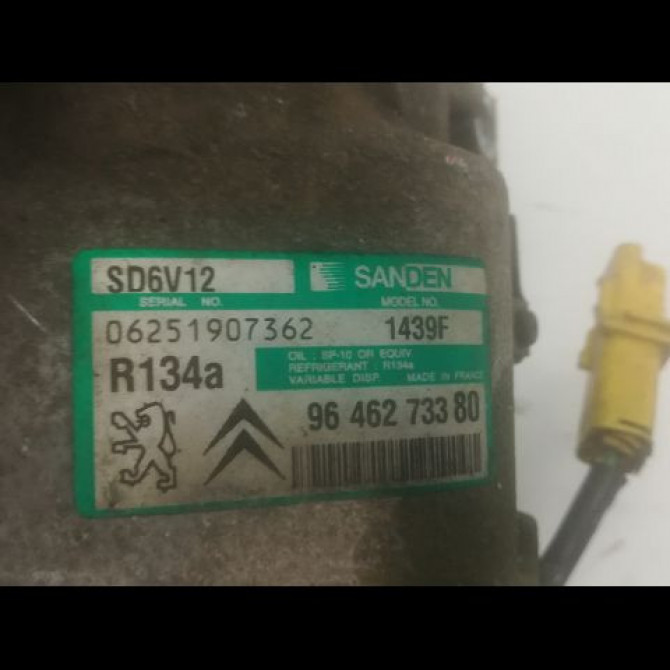 SD6V12 SANDEN
SERIAL NO. MODEL NO.
06251907362 1439F
R134a OIL : SP-10 OR EQUIV.
REFRIGERANT : R134a
VARIABLE DISP. MADE IN FRANCE
96 462 733 80